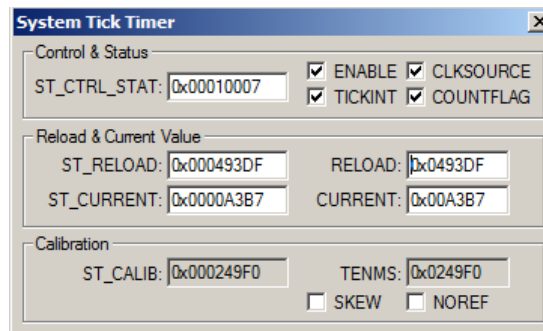 System Tick Timer
Control & Status
ST_CTRL_STAT: 0x00010007 ENABLE CLKSOURCE
TICKINT COUNTFLAG
Reload & Current Value
ST_RELOAD: 0x000493DF RELOAD: 0x0493DF
ST_CURRENT: 0x0000A3B7 CURRENT: 0x00A3B7
Calibration
ST_CALIB: 0x000249F0 TENMS: 0x0249F0
SKEW NOREF